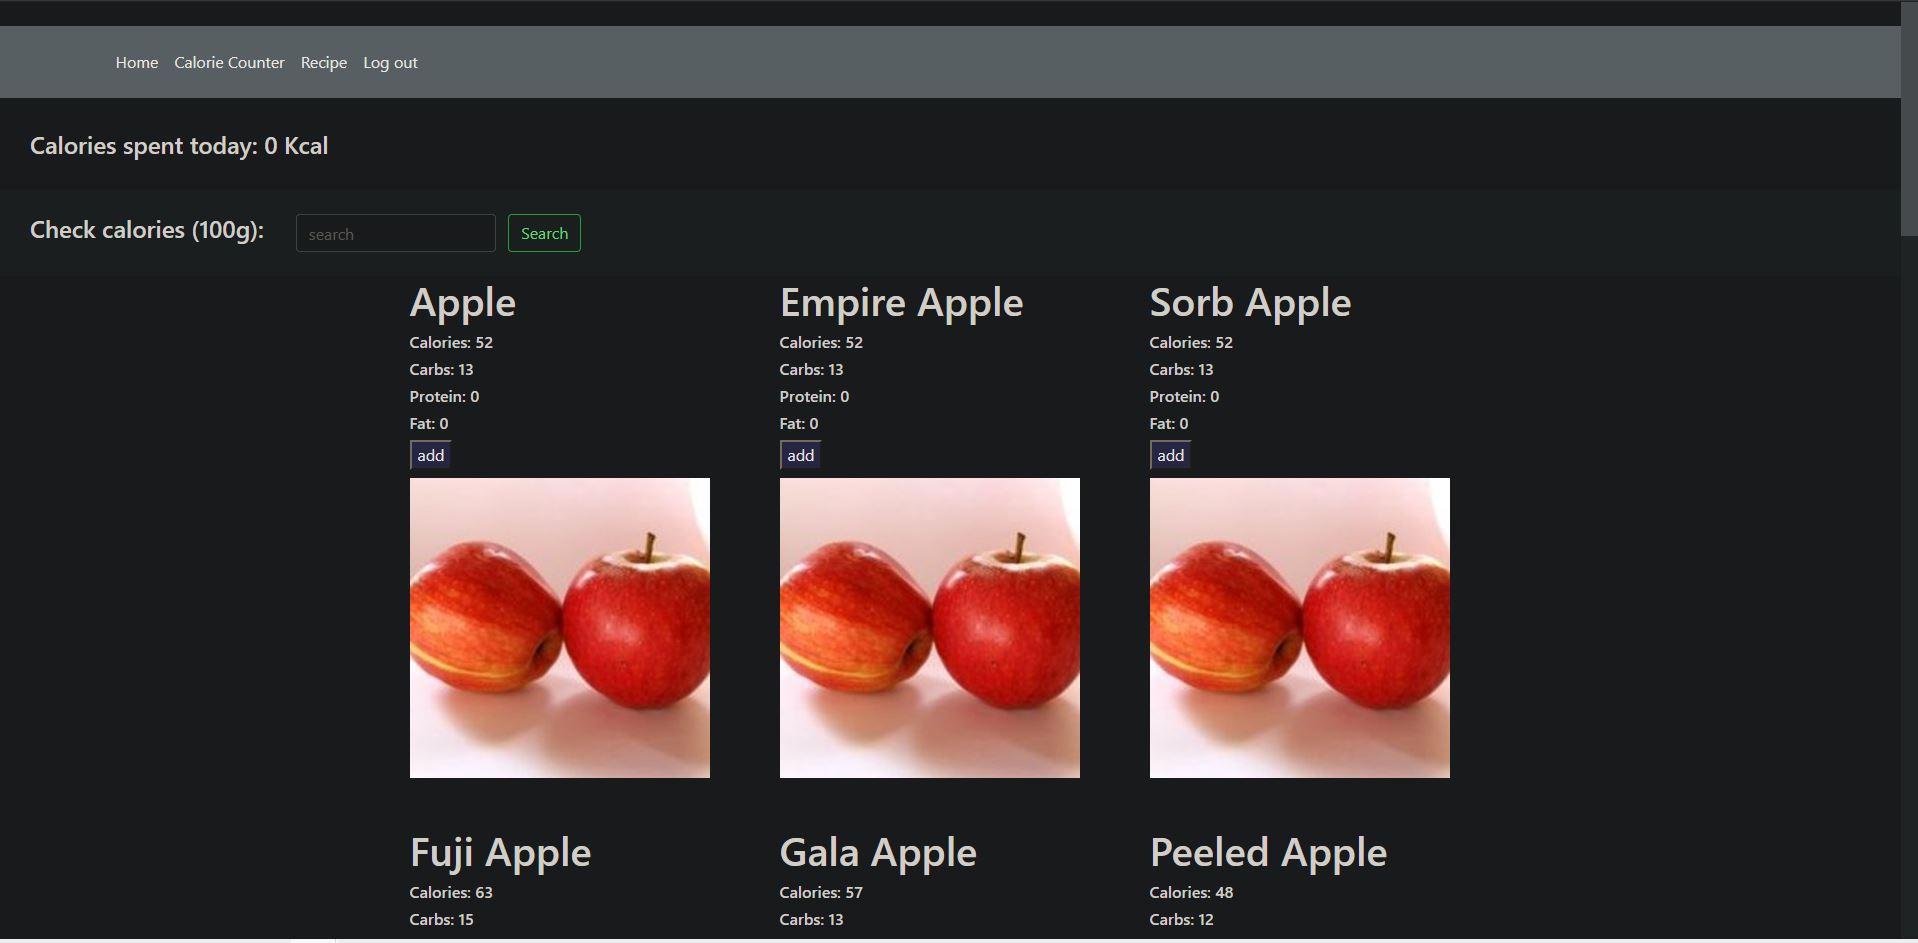 Home Calorie Counter Recipe Log out
Calories spent today: 0 Kcal
Check calories (100g): search Search
Apple
Calories: 52
Carbs: 13
Protein: 0
Fat: 0
add
Empire Apple
Calories: 52
Carbs: 13
Protein: 0
Fat: 0
add
Sorb Apple
Calories: 52
Carbs: 13
Protein: 0
Fat: 0
add
Fuji Apple
Calories: 63
Carbs: 15
Gala Apple
Calories: 57
Carbs: 13
Peeled Apple
Calories: 48
Carbs: 12